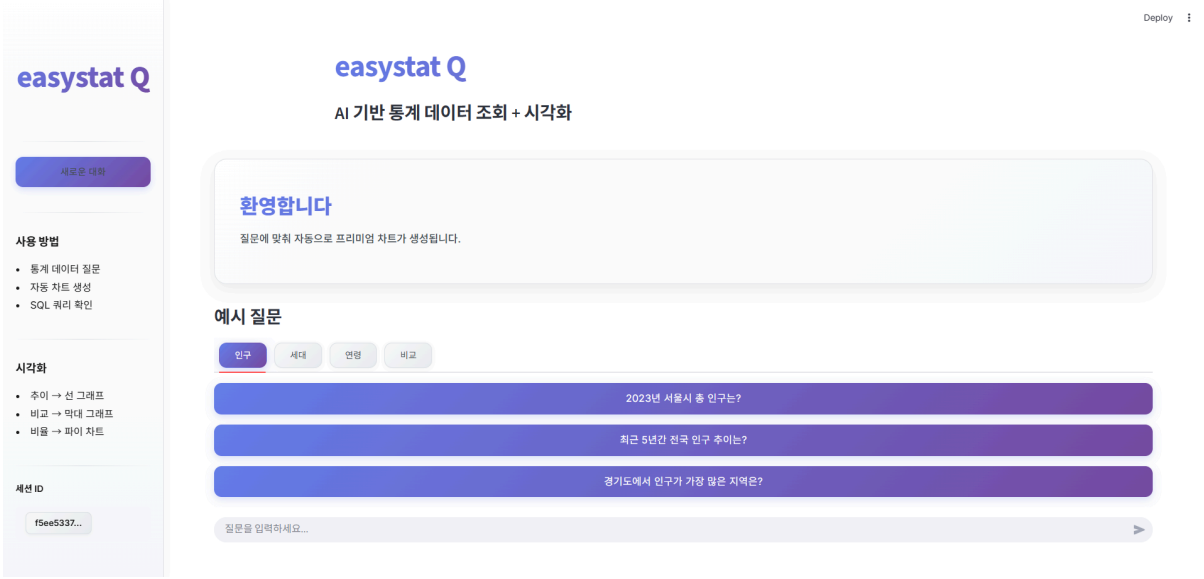 Deploy
easystat Q
새로운 대화
사용 방법
통계 데이터 질문
자동 차트 생성
SQL 쿼리 확인
시각화
추이 → 선 그래프
비교 → 막대 그래프
비율 → 파이 차트
세션 ID
f5ee5337...
easystat Q
AI 기반 통계 데이터 조회 + 시각화
환영합니다
질문에 맞춰 자동으로 프리미엄 차트가 생성됩니다.
예시 질문
인구 세대 연령 비교
2023년 서울시 총 인구는?
최근 5년간 전국 인구 추이는?
경기도에서 인구가 가장 많은 지역은?
질문을 입력하세요...